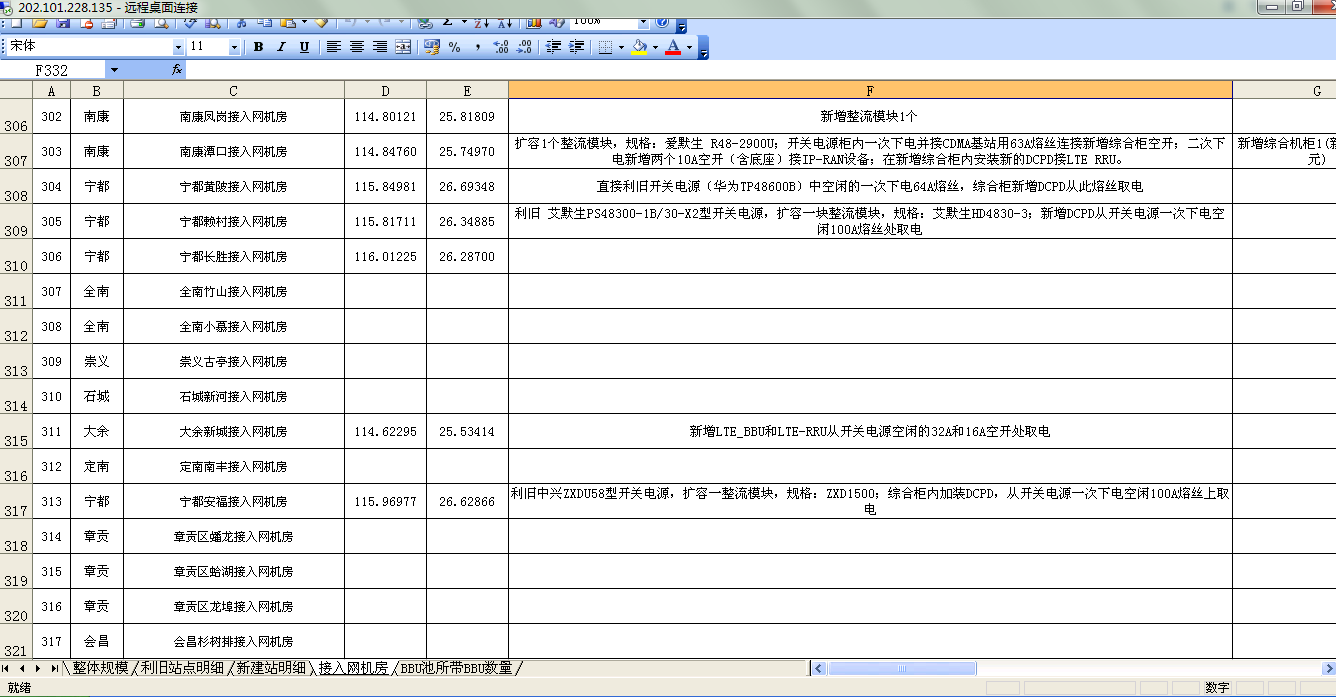 202.101.228.135 - 远程桌面连接
100%
宋体 11 B I U %
F332 fx
A B C D E F G
306 302 南康 南康凤岗接入网机房 114.80121 25.81809 新增整流模块1个
307 303 南康 南康潭口接入网机房 114.84760 25.74970 扩容1个整流模块，规格：爱默生 R48-2900U；开关电源柜内一次下电并接CDMA基站用63A熔丝连接新增综合柜空开；二次下
电新增两个10A空开（含底座）接IP-RAN设备；在新增综合柜内安装新的DCPD接LTE RRU。
新增综合机柜1(
元)
308 304 宁都 宁都黄陂接入网机房 115.84981 26.69348 直接利旧开关电源（华为TP48600B）中空闲的一次下电64A熔丝，综合柜新增DCPD从此熔丝取电
309 305 宁都 宁都赖村接入网机房 115.81711 26.34885 利旧 艾默生PS48300-1B/30-X2型开关电源，扩容一块整流模块，规格：艾默生HD4830-3；新增DCPD从开关电源一次下电空
闲100A熔丝处取电
310 306 宁都 宁都长胜接入网机房 116.01225 26.28700
311 307 全南 全南竹山接入网机房
312 308 全南 全南小慕接入网机房
313 309 崇义 崇义古亭接入网机房
314 310 石城 石城新河接入网机房
315 311 大余 大余新城接入网机房 114.62295 25.53414 新增LTE_BBU和LTE-RRU从开关电源空闲的32A和16A空开处取电
316 312 定南 定南南丰接入网机房
317 313 宁都 宁都安福接入网机房 115.96977 26.62866 利旧中兴ZXDU58型开关电源，扩容一整流模块，规格：ZXD1500；综合柜内加装DCPD，从开关电源一次下电空闲100A熔丝上取
电
318 314 章贡 章贡区蟠龙接入网机房
319 315 章贡 章贡区蛤湖接入网机房
320 316 章贡 章贡区龙埠接入网机房
321 317 会昌 会昌杉树排接入网机房
整体规模 利旧站点明细 新建站明细 接入网机房 BBU池所带BBU数量
就绪 数字